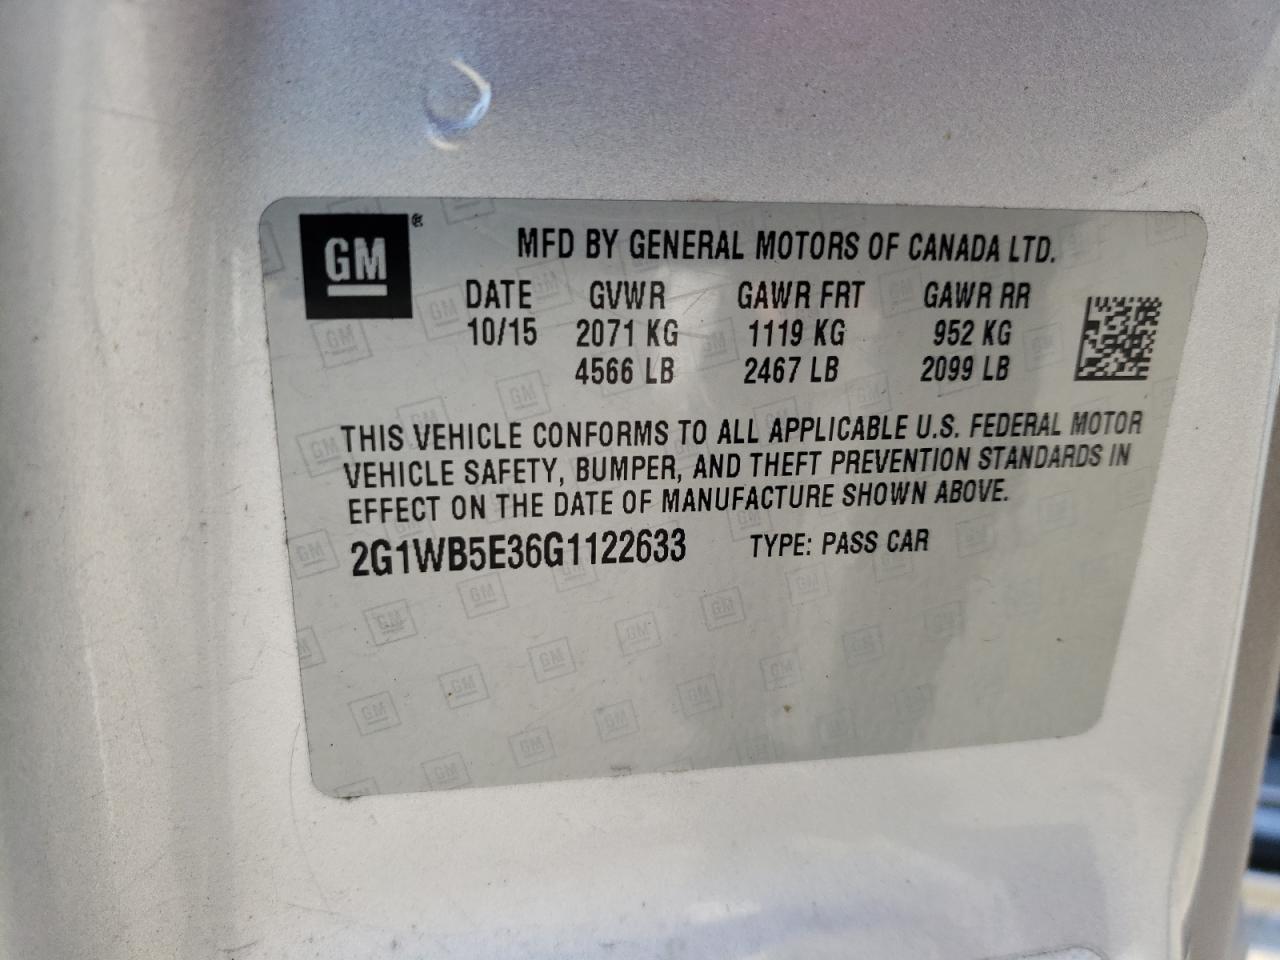 GM®
MFD BY GENERAL MOTORS OF CANADA LTD.
DATE GVWR GAWR FRT GAWR RR
10/15 2071 KG 1119 KG 952 KG
4566 LB 2467 LB 2099 LB
THIS VEHICLE CONFORMS TO ALL APPLICABLE U.S. FEDERAL MOTOR
VEHICLE SAFETY, BUMPER, AND THEFT PREVENTION STANDARDS IN
EFFECT ON THE DATE OF MANUFACTURE SHOWN ABOVE.
2G1WB5E36G1122633 TYPE: PASS CAR